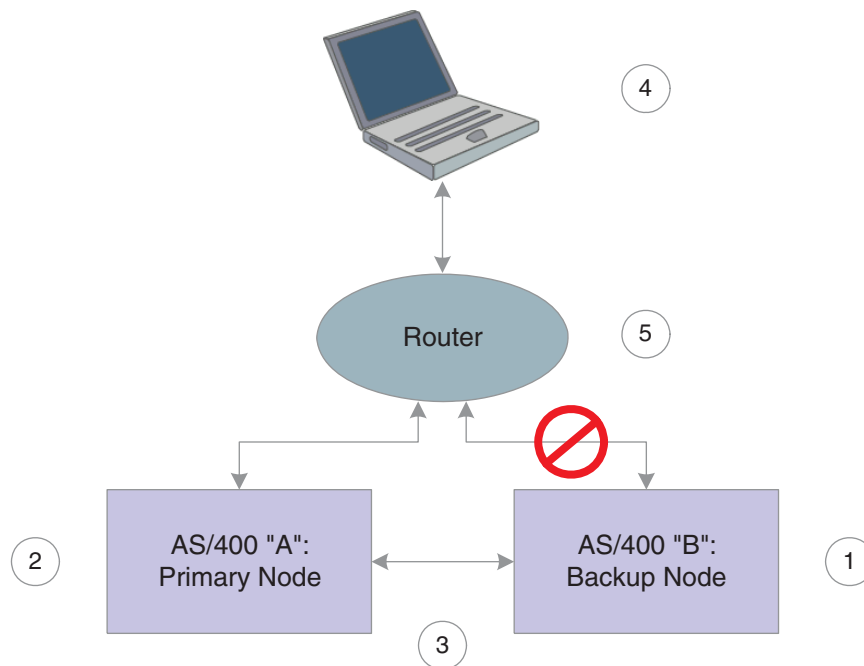 4
Router
5
AS/400 "A":
Primary Node
AS/400 "B":
Backup Node
2
1
3